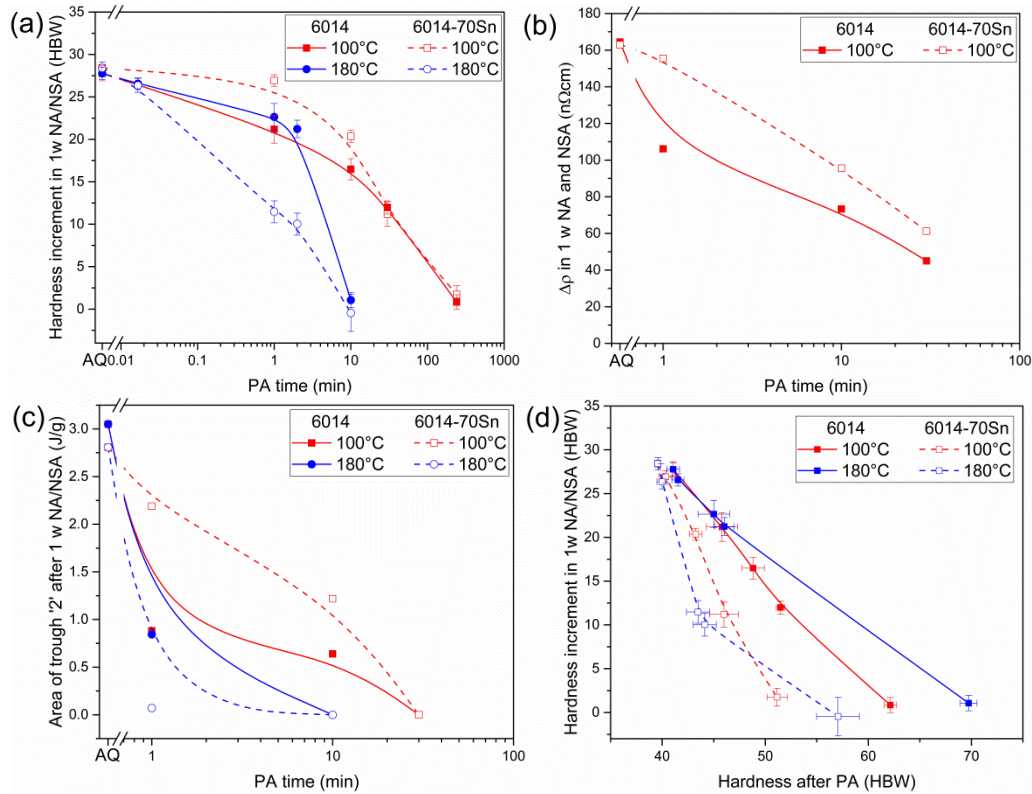 (a)
Hardness increment in 1w NA/NSA (HBW)
35
30
25
20
15
10
5
0
6014 6014-70Sn
100°C 100°C
180°C 180°C
AQ 0.01 0.1 1 10 100 1000
PA time (min)
(b)
Δρ in 1 w NA and NSA (nΩcm)
180
160
140
120
100
80
60
40
20
0
6014 6014-70Sn
100°C 100°C
AQ 1 10 100
PA time (min)
(c)
Area of trough 2' after 1 w NA/NSA (J/g)
3.0
2.5
2.0
1.5
1.0
0.5
0.0
6014 6014-70Sn
100°C 100°C
180°C 180°C
AQ 1 10 100
PA time (min)
(d)
Hardness increment in 1w NA/NSA (HBW)
35
30
25
20
15
10
5
0
6014 6014-70Sn
100°C 100°C
180°C 180°C
40 50 60 70
Hardness after PA (HBW)